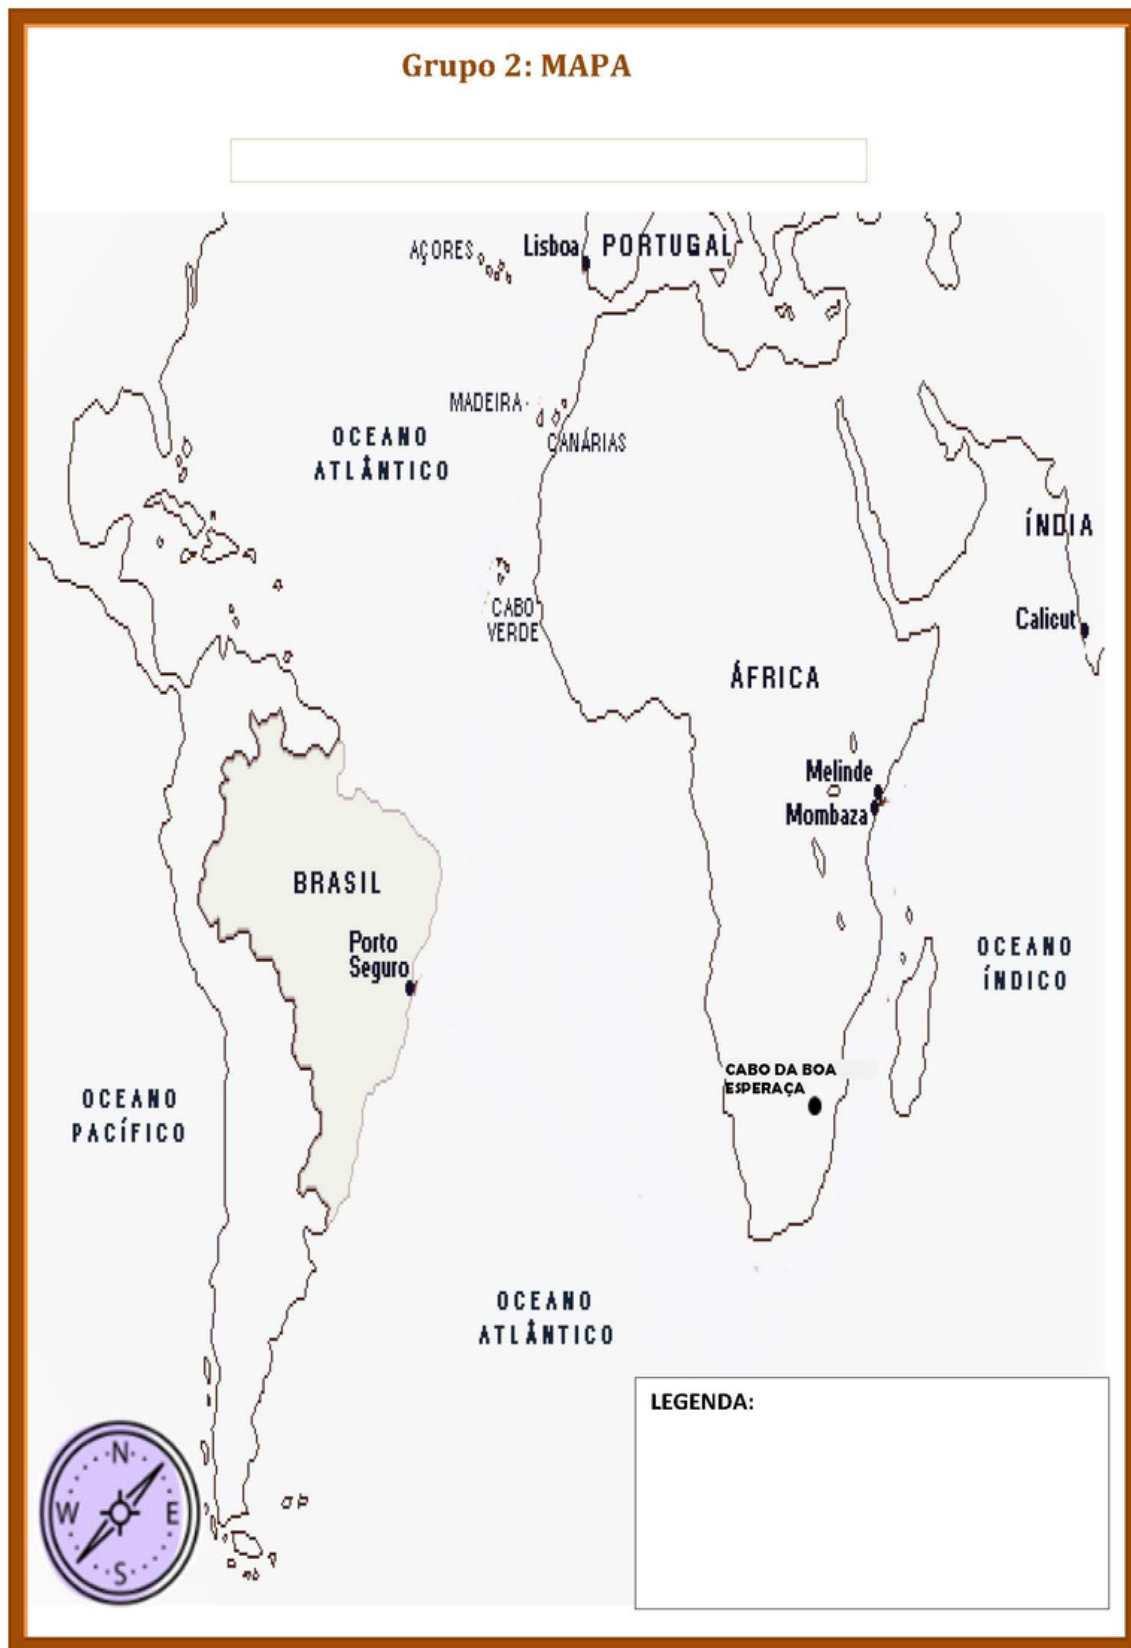 Grupo 2: MAPA
AÇORES
Lisboa
PORTUGAL
MADEIRA
CANÁRIAS
OCEANO
ATLÂNTICO
ÍNDIA
CABO
VERDE
Calicut
ÁFRICA
Melinde
Mombaza
BRASIL
Porto
Seguro
OCEANO
ÍNDICO
CABO DA BOA
ESPERAÇA
OCEANO
PACÍFICO
OCEANO
ATLÂNTICO
LEGENDA:
N
W
E
S